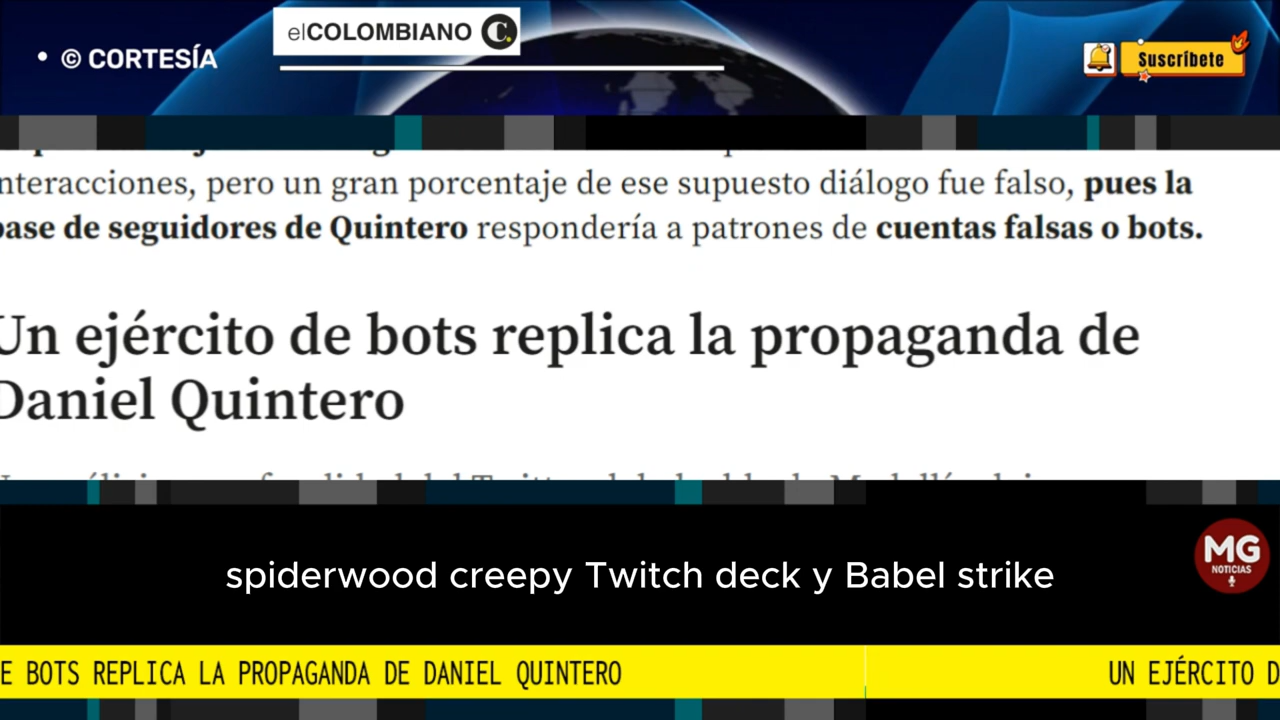 elCOLOMBIANO C.
• © CORTESÍA
Suscríbete
nteracciones, pero un gran porcentaje de ese supuesto diálogo fue falso, pues la
base de seguidores de Quintero respondería a patrones de cuentas falsas o bots.
Un ejército de bots replica la propaganda de
Daniel Quintero
spiderwood creepy Twitch deck y Babel strike
MG
NOTICIAS
E BOTS REPLICA LA PROPAGANDA DE DANIEL QUINTERO
UN EJÉRCITO D